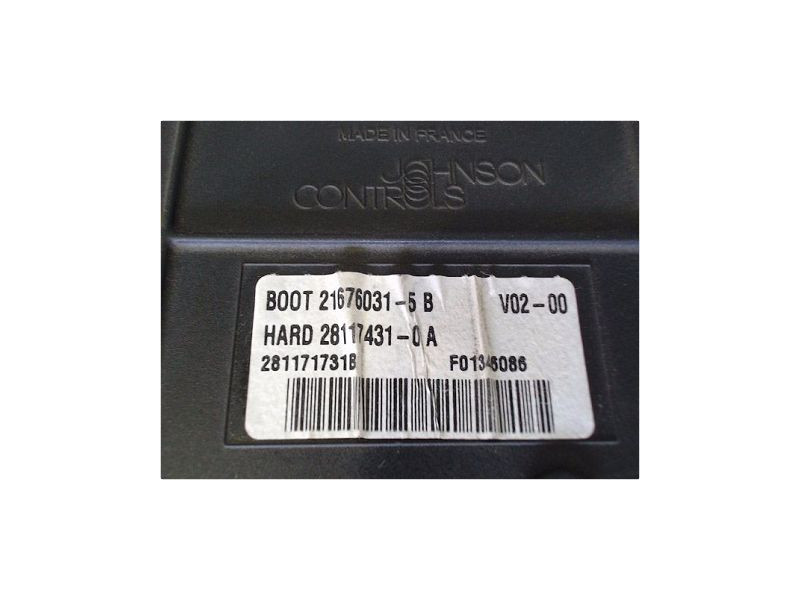 MADE IN FRANCE
JOHNSON
CONTROLS
BOOT 21676031-5 B V02-00
HARD 28117431-0 A
281171731B F01346086